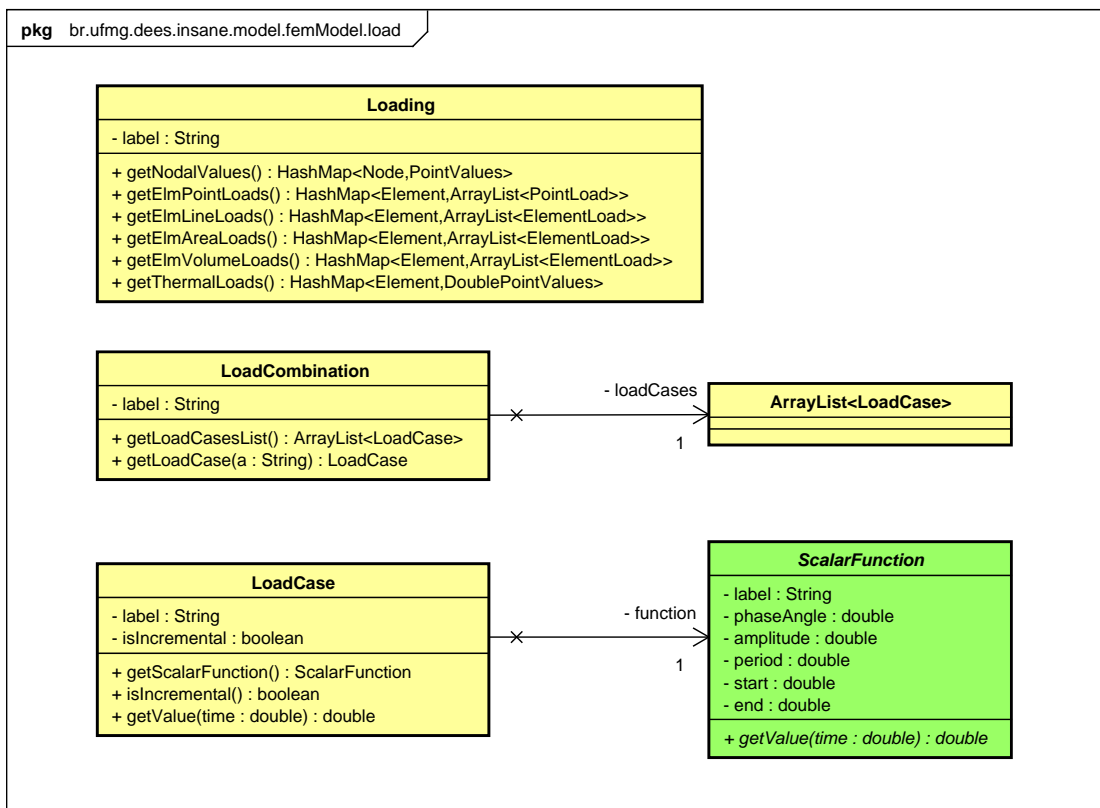 pkg br.ufmg.dees.insane.model.femModel.load
Loading
- label : String
+ getNodalValues() : HashMap<Node,PointValues>
+ getElmPointLoads() : HashMap<Element,ArrayList<PointLoad>>
+ getElmLineLoads() : HashMap<Element,ArrayList<ElementLoad>>
+ getElmAreaLoads() : HashMap<Element,ArrayList<ElementLoad>>
+ getElmVolumeLoads() : HashMap<Element,ArrayList<ElementLoad>>
+ getThermalLoads() : HashMap<Element,DoublePointValues>
LoadCombination
- label : String
+ getLoadCasesList() : ArrayList<LoadCase>
+ getLoadCase(a : String) : LoadCase
- loadCases
1
ArrayList<LoadCase>
LoadCase
- label : String
- isIncremental : boolean
+ getScalarFunction() : ScalarFunction
+ isIncremental() : boolean
+ getValue(time : double) : double
- function
1
ScalarFunction
- label : String
- phaseAngle : double
- amplitude : double
- period : double
- start : double
- end : double
+ getValue(time : double) : double